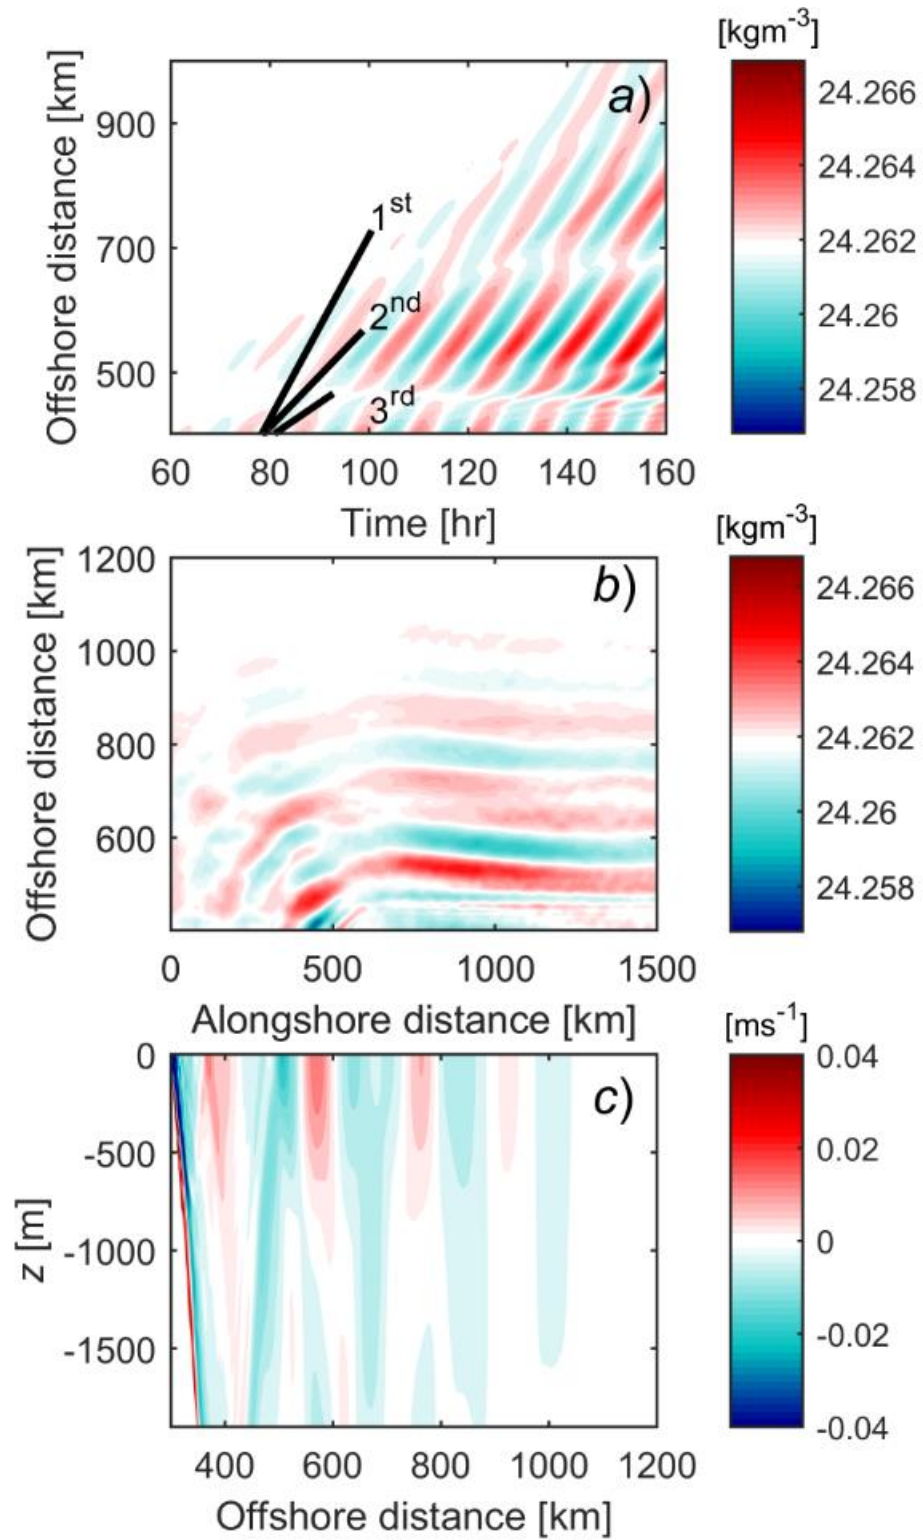 [kgm-3]
a)
1st
2nd
3rd
900
700
500
60 80 100 120 140 160
Offshore distance [km]
Time [hr]
24.266
24.264
24.262
24.26
24.258
[kgm-3]
b)
1200
1000
800
600
0 500 1000 1500
Offshore distance [km]
Alongshore distance [km]
24.266
24.264
24.262
24.26
24.258
[ms-1]
c)
0
-500
-1000
-1500
400 600 800 1000 1200
z [m]
Offshore distance [km]
0.04
0.02
0
-0.02
-0.04